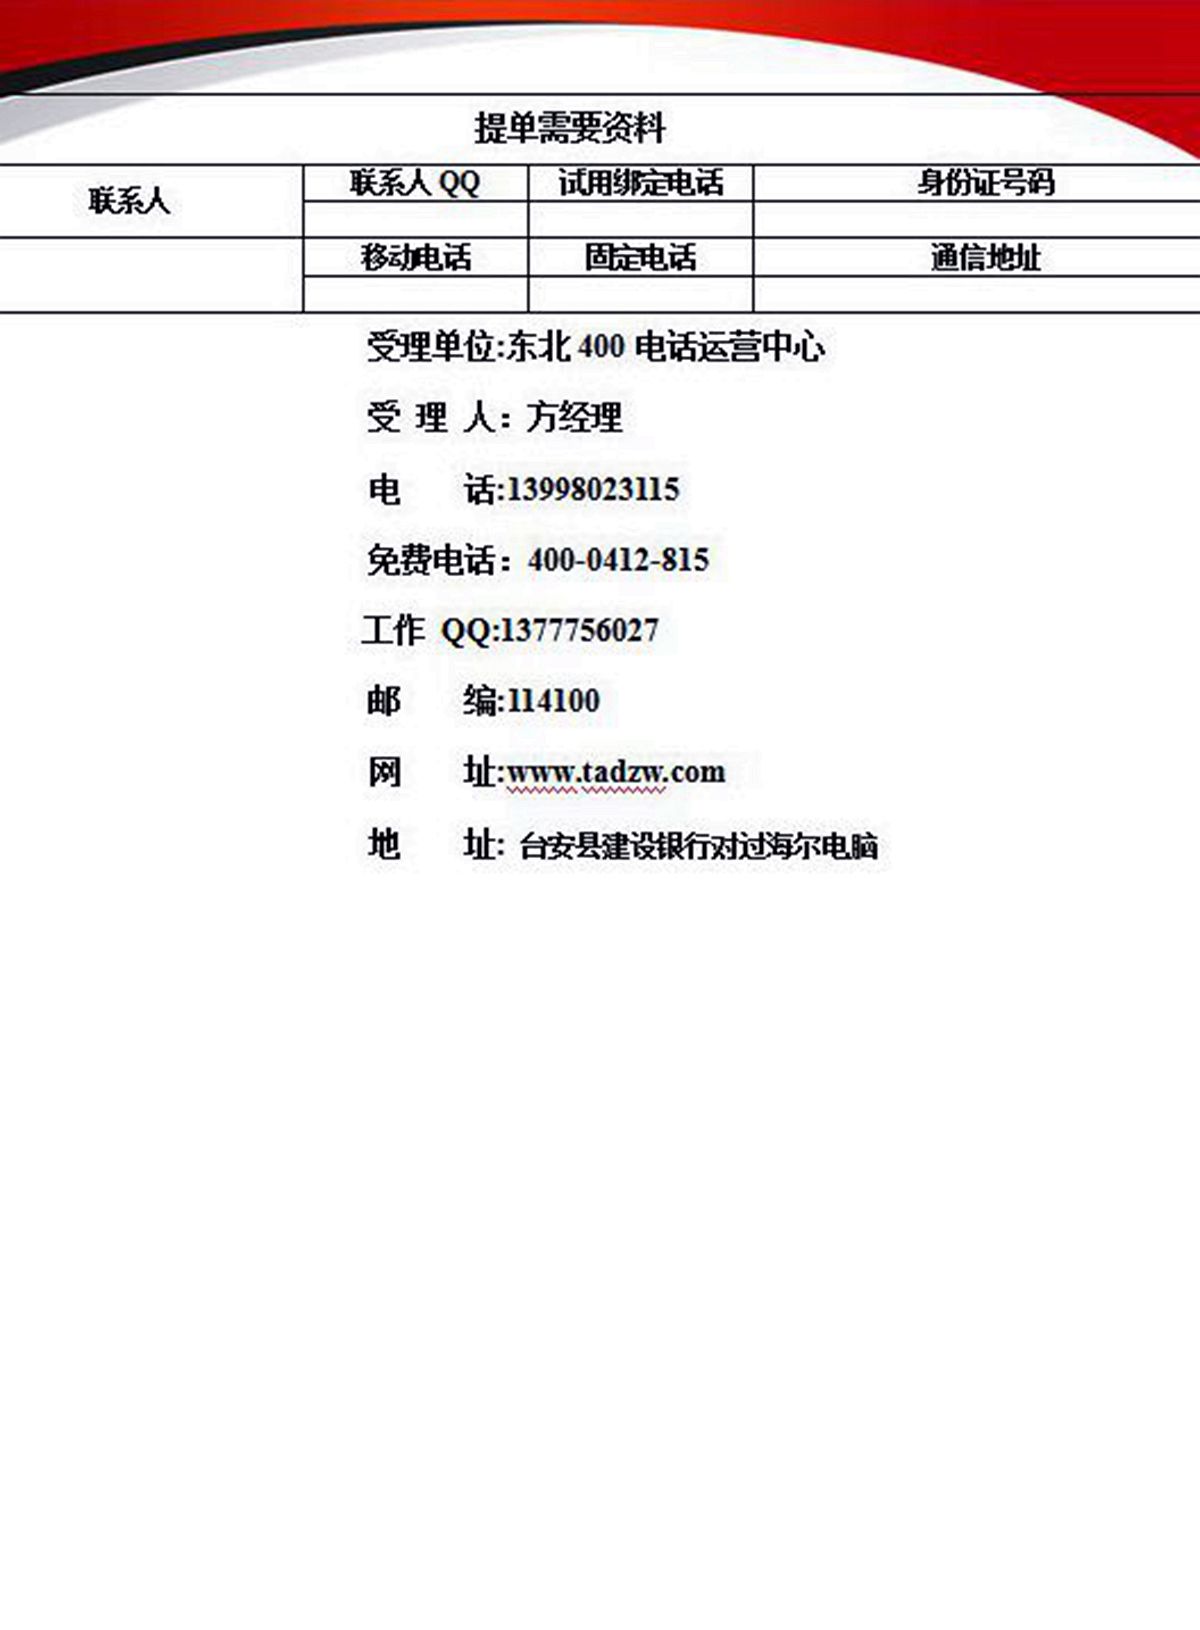 提单需要资料
联系人 联系人 QQ 试用绑定电话 身份证号码
移动电话 固定电话 通信地址
受理单位:东北 400 电话运营中心
受 理 人：方经理
电 话:13998023115
免费电话：400-0412-815
工作 QQ:1377756027
邮 编:114100
网 址:www.tadzw.com
地 址: 台安县建设银行对过海尔电脑